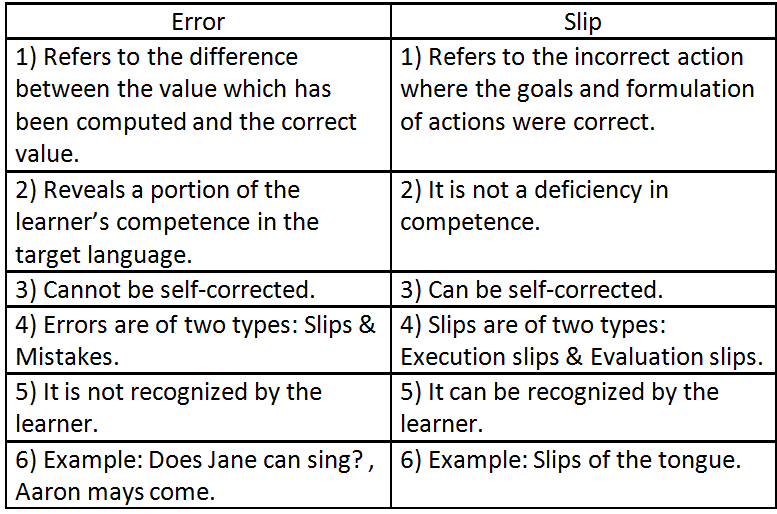 Error
Slip
1) Refers to the difference
between the value which has
been computed and the correct
value.
1) Refers to the incorrect action
where the goals and formulation
of actions were correct.
2) Reveals a portion of the
learner’s competence in the
target language.
2) It is not a deficiency in
competence.
3) Cannot be self-corrected.
3) Can be self-corrected.
4) Errors are of two types: Slips &
Mistakes.
4) Slips are of two types:
Execution slips & Evaluation slips.
5) It is not recognized by the
learner.
5) It can be recognized by the
learner.
6) Example: Does Jane can sing? ,
Aaron mays come.
6) Example: Slips of the tongue.